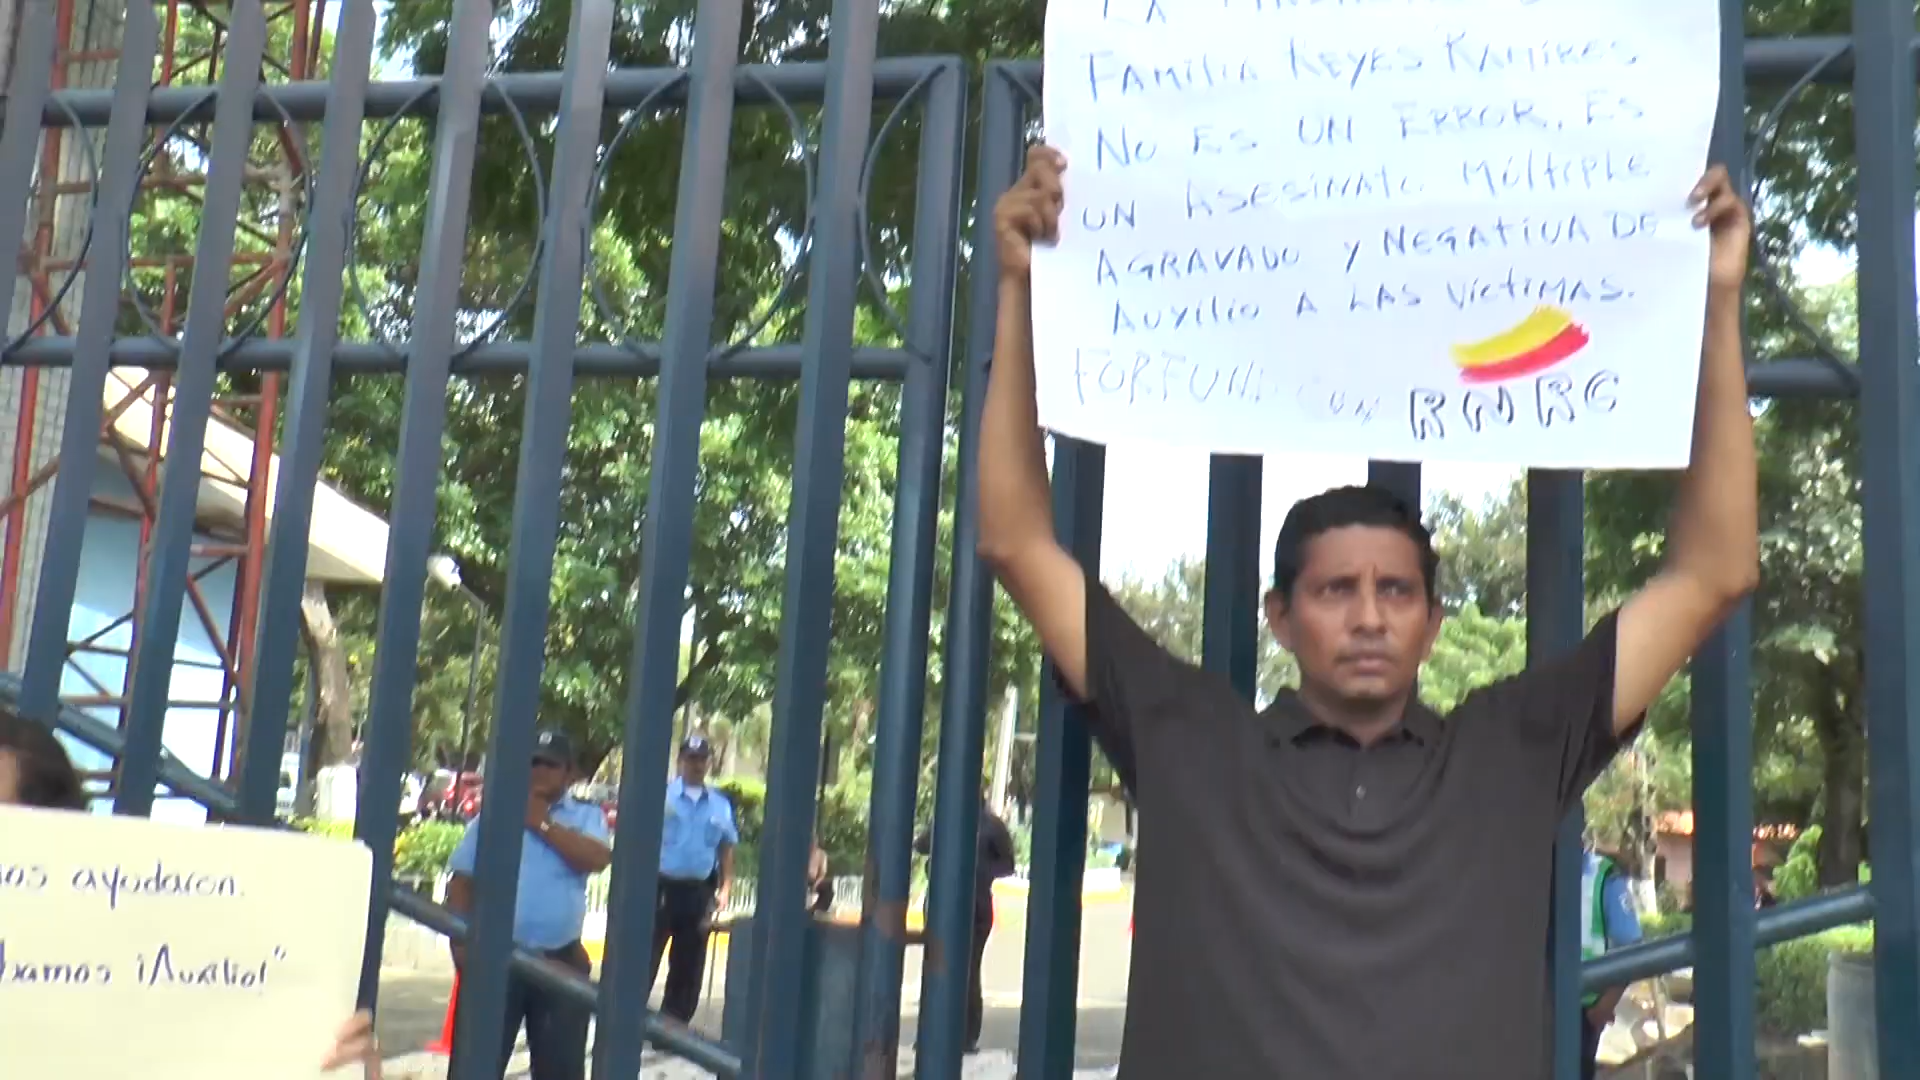 FAMILIA REYES RAMIRES
NO ES UN ERROR, ES
UN ASESINATO MÚLTIPLE
AGRAVADO Y NEGATIVA DE
AUXILIO A LAS VÍCTIMAS.
RNRC
ayudaron.
¡Auxilio!"